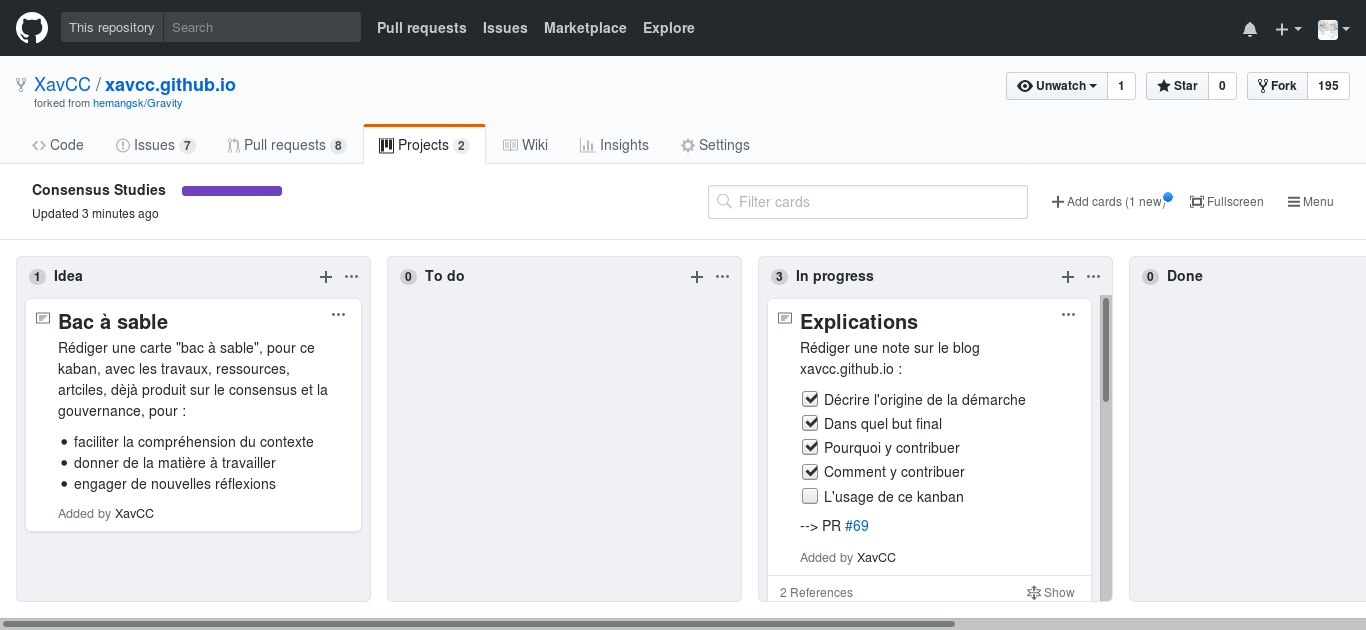 This repository Search Pull requests Issues Marketplace Explore
XavCC / xavcc.github.io Unwatch 1 Star 0 Fork 195
forked from hemangsk/Gravity
Code Issues 7 Pull requests 8 Projects 2 Wiki Insights Settings
Consensus Studies
Updated 3 minutes ago
Filter cards + Add cards (1 new) Fullscreen Menu
1 Idea + ...
Bac à sable ...
Rédiger une carte "bac à sable", pour ce
kaban, avec les travaux, ressources,
artciles, dèjà produit sur le consensus et la
gouvernance, pour :
• faciliter la compréhension du contexte
• donner de la matière à travailler
• engager de nouvelles réflexions
Added by XavCC
0 To do + ...
3 In progress + ...
Explications ...
Rédiger une note sur le blog
xavcc.github.io :
Décrire l'origine de la démarche
Dans quel but final
Pourquoi y contribuer
Comment y contribuer
L'usage de ce kanban
--> PR #69
Added by XavCC
2 References Show
0 Done